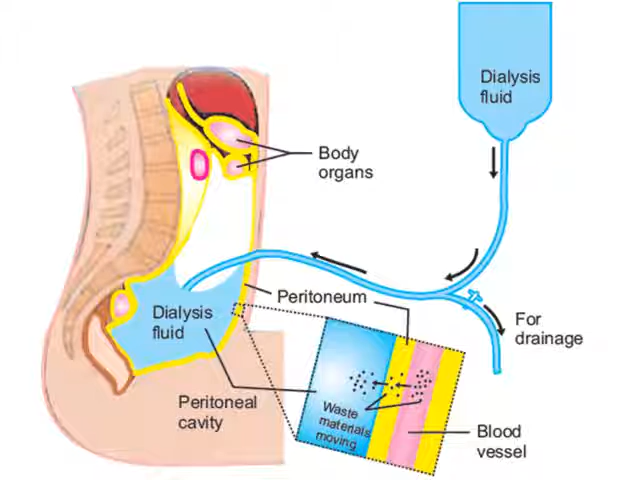 Dialysis
fluid
Body
organs
Peritoneum
For
drainage
Dialysis
fluid
Peritoneal
cavity
Waste
materials
moving
Blood
vessel